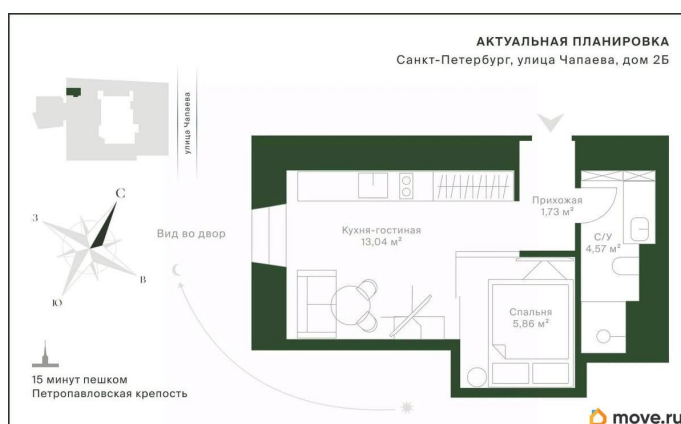 АКТУАЛЬНАЯ ПЛАНИРОВКА
Санкт-Петербург, улица Чапаева, дом 2Б
улица Чапаева
С
З
В
Ю
Вид во двор
Кухня-гостиная
13,04 м²
Прихожая
1,73 м²
С/У
4,57 м²
Спальня
5,86 м²
15 минут пешком
Петропавловская крепость
move.ru